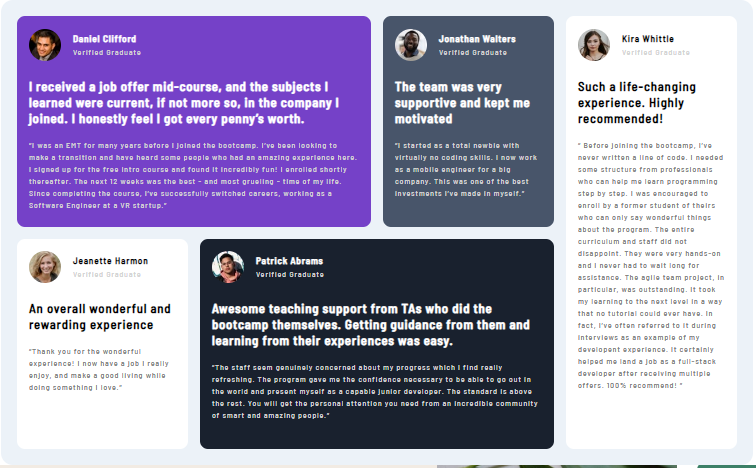 Daniel Clifford
Verified Graduate
I received a job offer mid-course, and the subjects I
learned were current, if not more so, in the company I
joined. I honestly feel I got every penny’s worth.
“I was an EMT for many years before I joined the bootcamp. I’ve been looking to
make a transition and have heard some people who had an amazing experience here.
I signed up for the free intro course and found it incredibly fun! I enrolled shortly
thereafter. The next 12 weeks was the best - and most grueling - time of my life.
Since completing the course, I’ve successfully switched careers, working as a
Software Engineer at a VR startup.”
Jonathan Walters
Verified Graduate
The team was very
supportive and kept me
motivated
“I started as a total newbie with
virtually no coding skills. I now work
as a mobile engineer for a big
company. This was one of the best
investments I’ve made in myself.”
Kira Whittle
Verified Graduate
Such a life-changing
experience. Highly
recommended!
“ Before joining the bootcamp, I’ve
never written a line of code. I needed
some structure from professionals
who can help me learn programming
step by step. I was encouraged to
enroll by a former student of theirs
who can only say wonderful things
about the program. The entire
curriculum and staff did not
disappoint. They were very hands-on
and I never had to wait long for
assistance. The agile team project, in
particular, was outstanding. It took
my learning to the next level in a way
that no tutorial could ever have. In
fact, I’ve often referred to it during
interviews as an example of my
developent experience. It certainly
helped me land a job as a full-stack
developer after receiving multiple
offers. 100% recommend! ”
Jeanette Harmon
Verified Graduate
An overall wonderful and
rewarding experience
“Thank you for the wonderful
experience! I now have a job I really
enjoy, and make a good living while
doing something I love.”
Patrick Abrams
Verified Graduate
Awesome teaching support from TAs who did the
bootcamp themselves. Getting guidance from them and
learning from their experiences was easy.
“The staff seem genuinely concerned about my progress which I find really
refreshing. The program gave me the confidence necessary to be able to go out in
the world and present myself as a capable junior developer. The standard is above
the rest. You will get the personal attention you need from an incredible community
of smart and amazing people.”